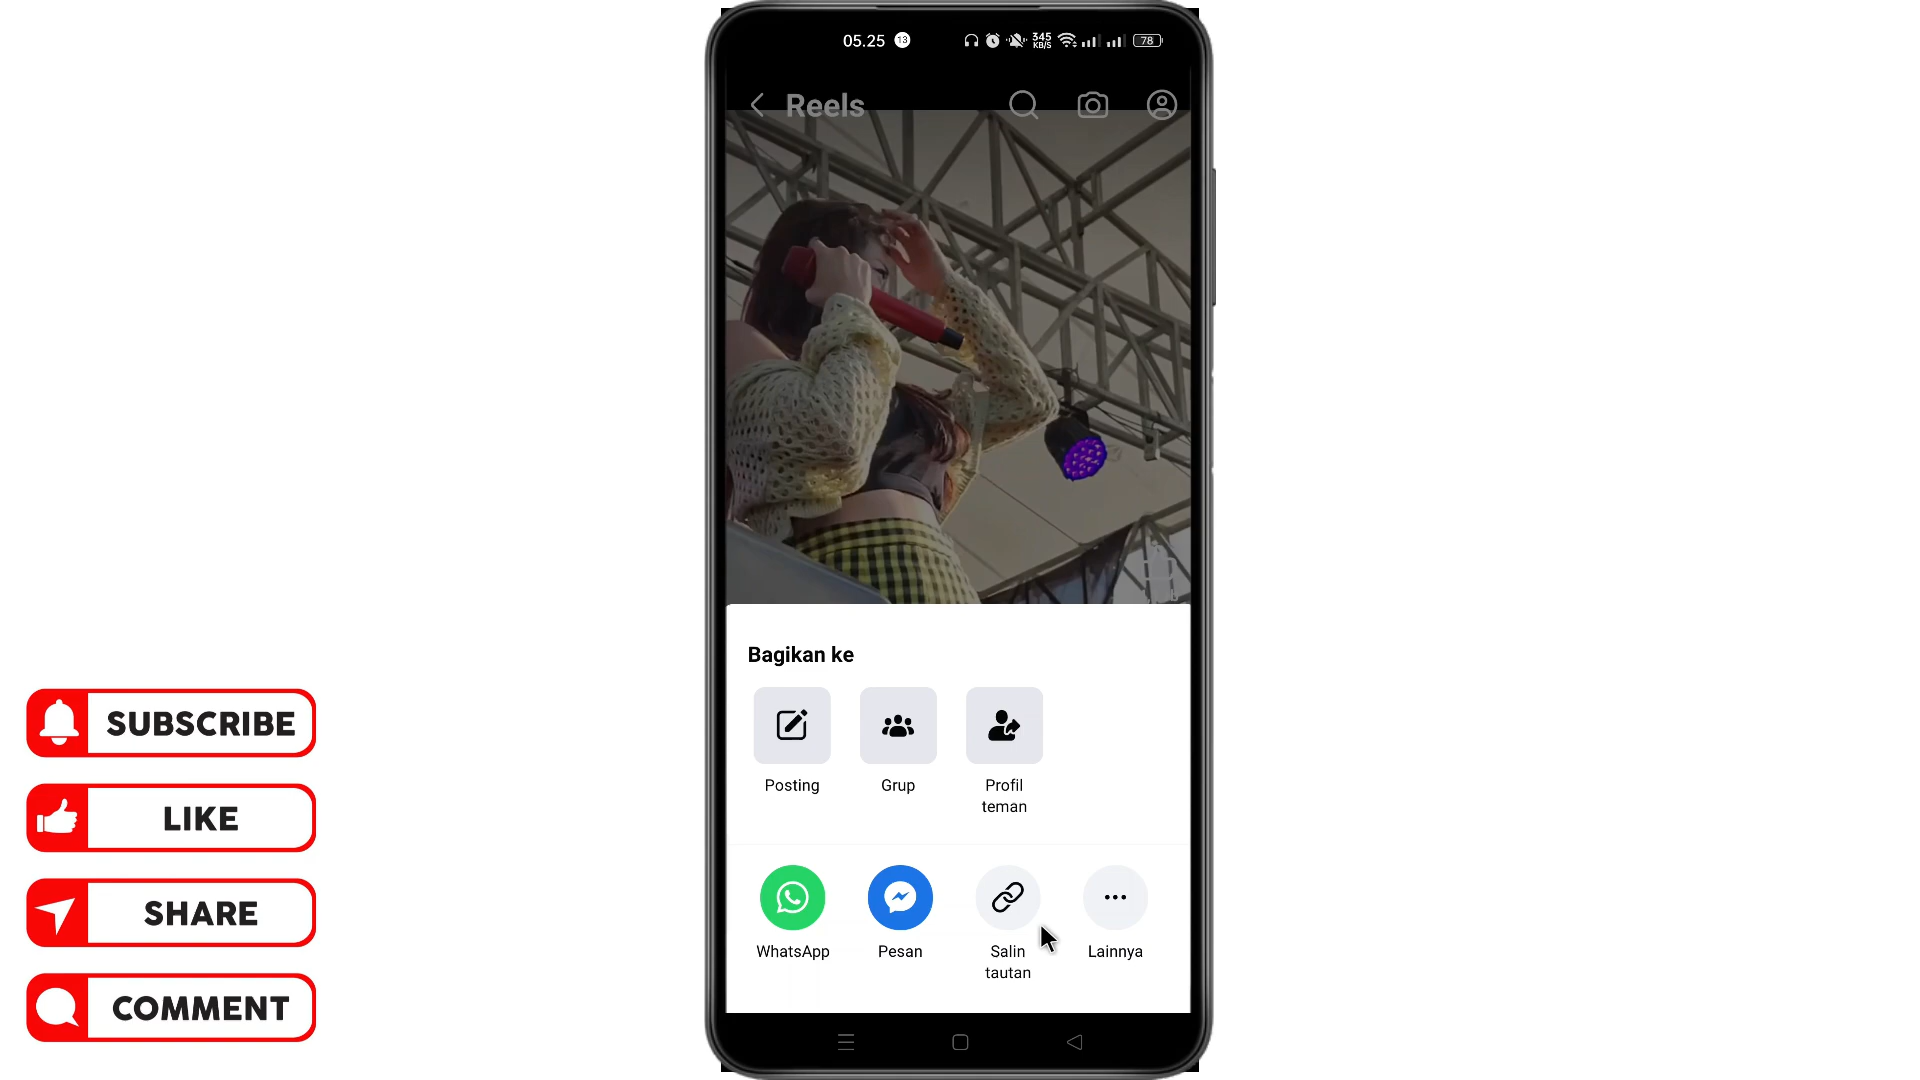 05.25 13 345 KB/S 78
Reels
Bagikan ke
Posting Grup Profil teman
WhatsApp Pesan Salin tautan Lainnya
SUBSCRIBE
LIKE
SHARE
COMMENT